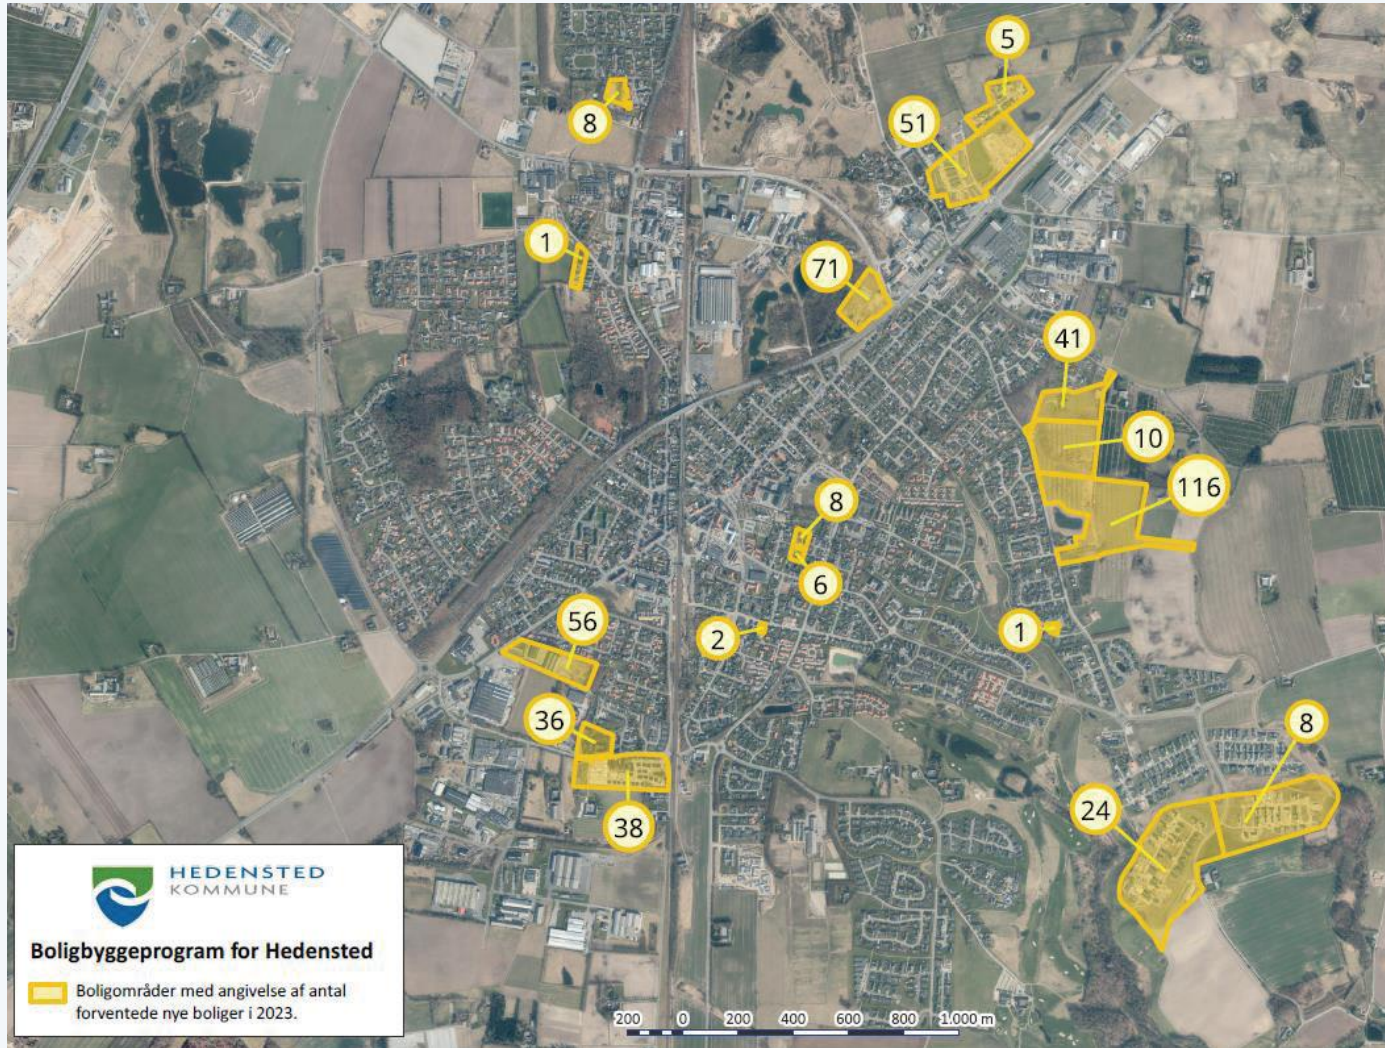 5
8
51
1
71
41
10
116
8
6
56
2
1
36
8
24
38
HEDENSTED
KOMMUNE
Boligbyggeprogram for Hedensted
Boligområder med angivelse af antal
forventede nye boliger i 2023.
200 0 200 400 600 800 1.000 m